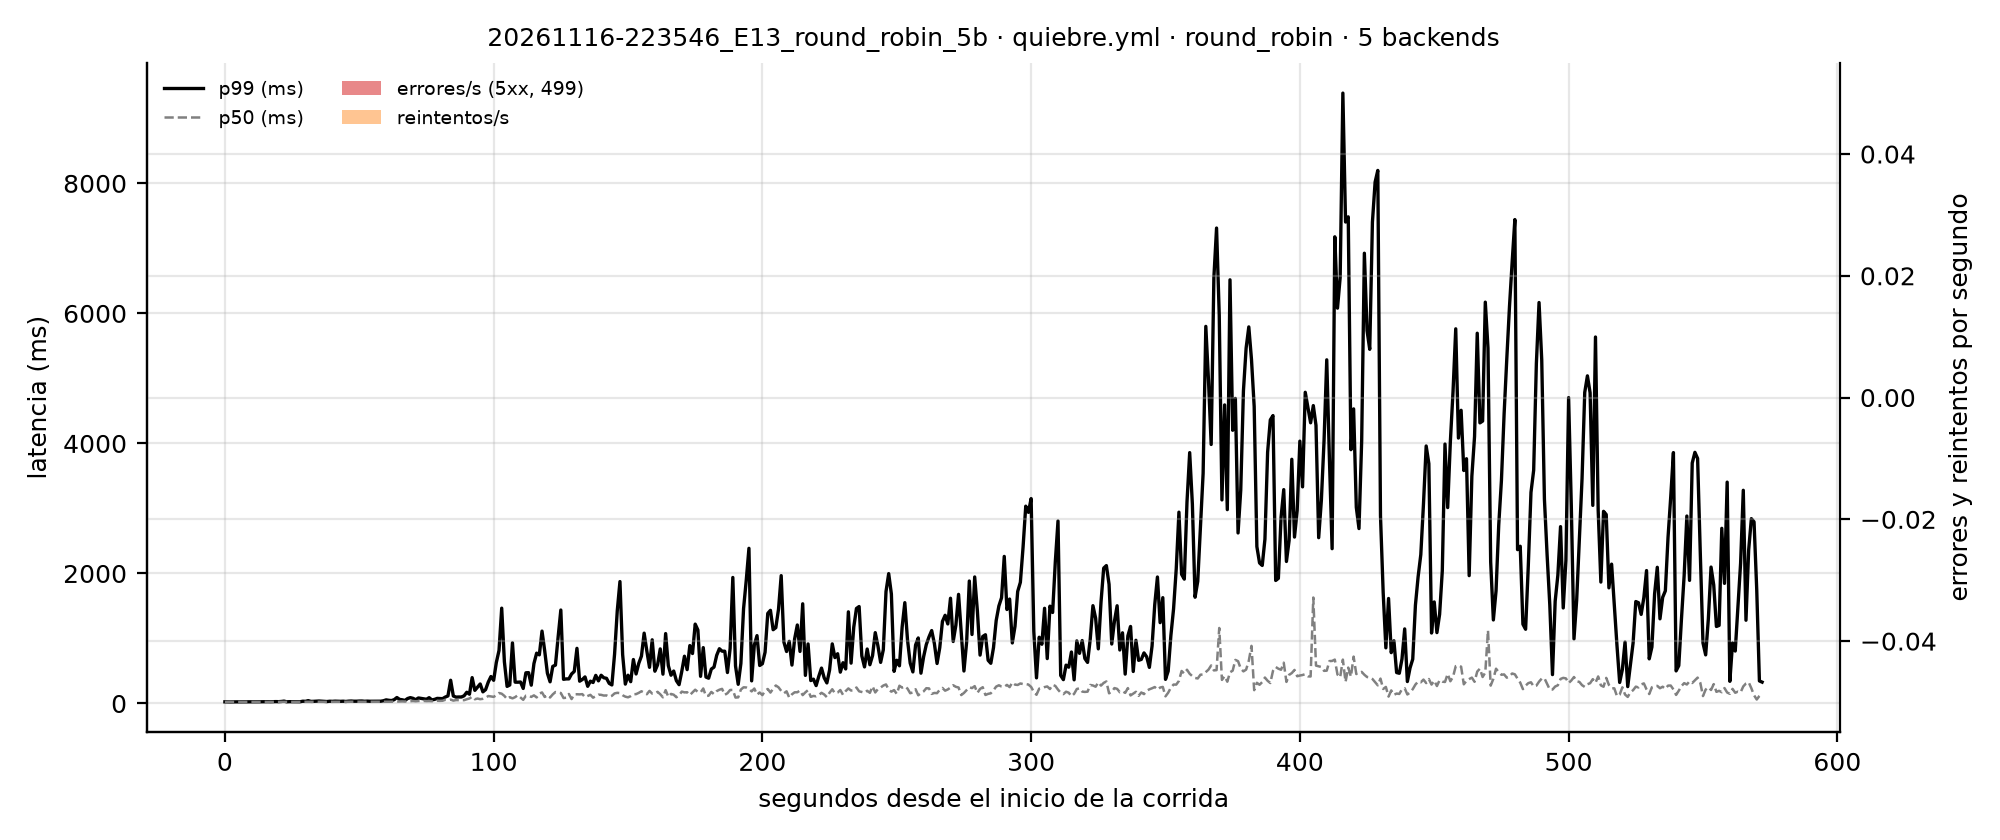 20261116-223546_E13_round_robin_5b · quiebre.yml · round_robin · 5 backends
p99 (ms)
p50 (ms)
errores/s (5xx, 499)
reintentos/s
latencia (ms)
8000
6000
4000
2000
0
0.04
0.02
0.00
−0.02
−0.04
errores y reintentos por segundo
0
100
200
300
400
500
600
segundos desde el inicio de la corrida